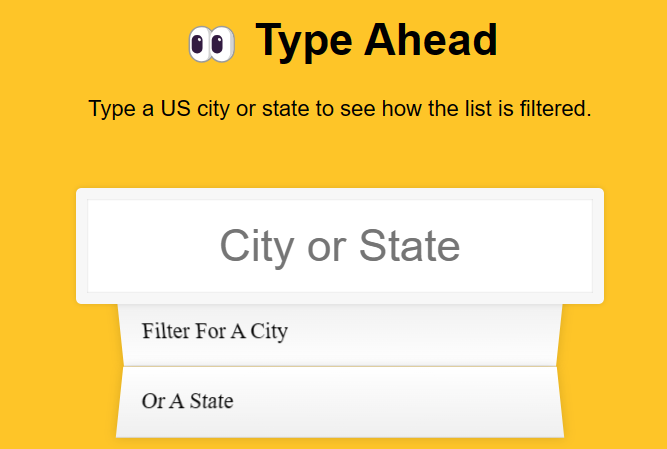 👀 Type Ahead
Type a US city or state to see how the list is filtered.
City or State
Filter For A City
Or A State